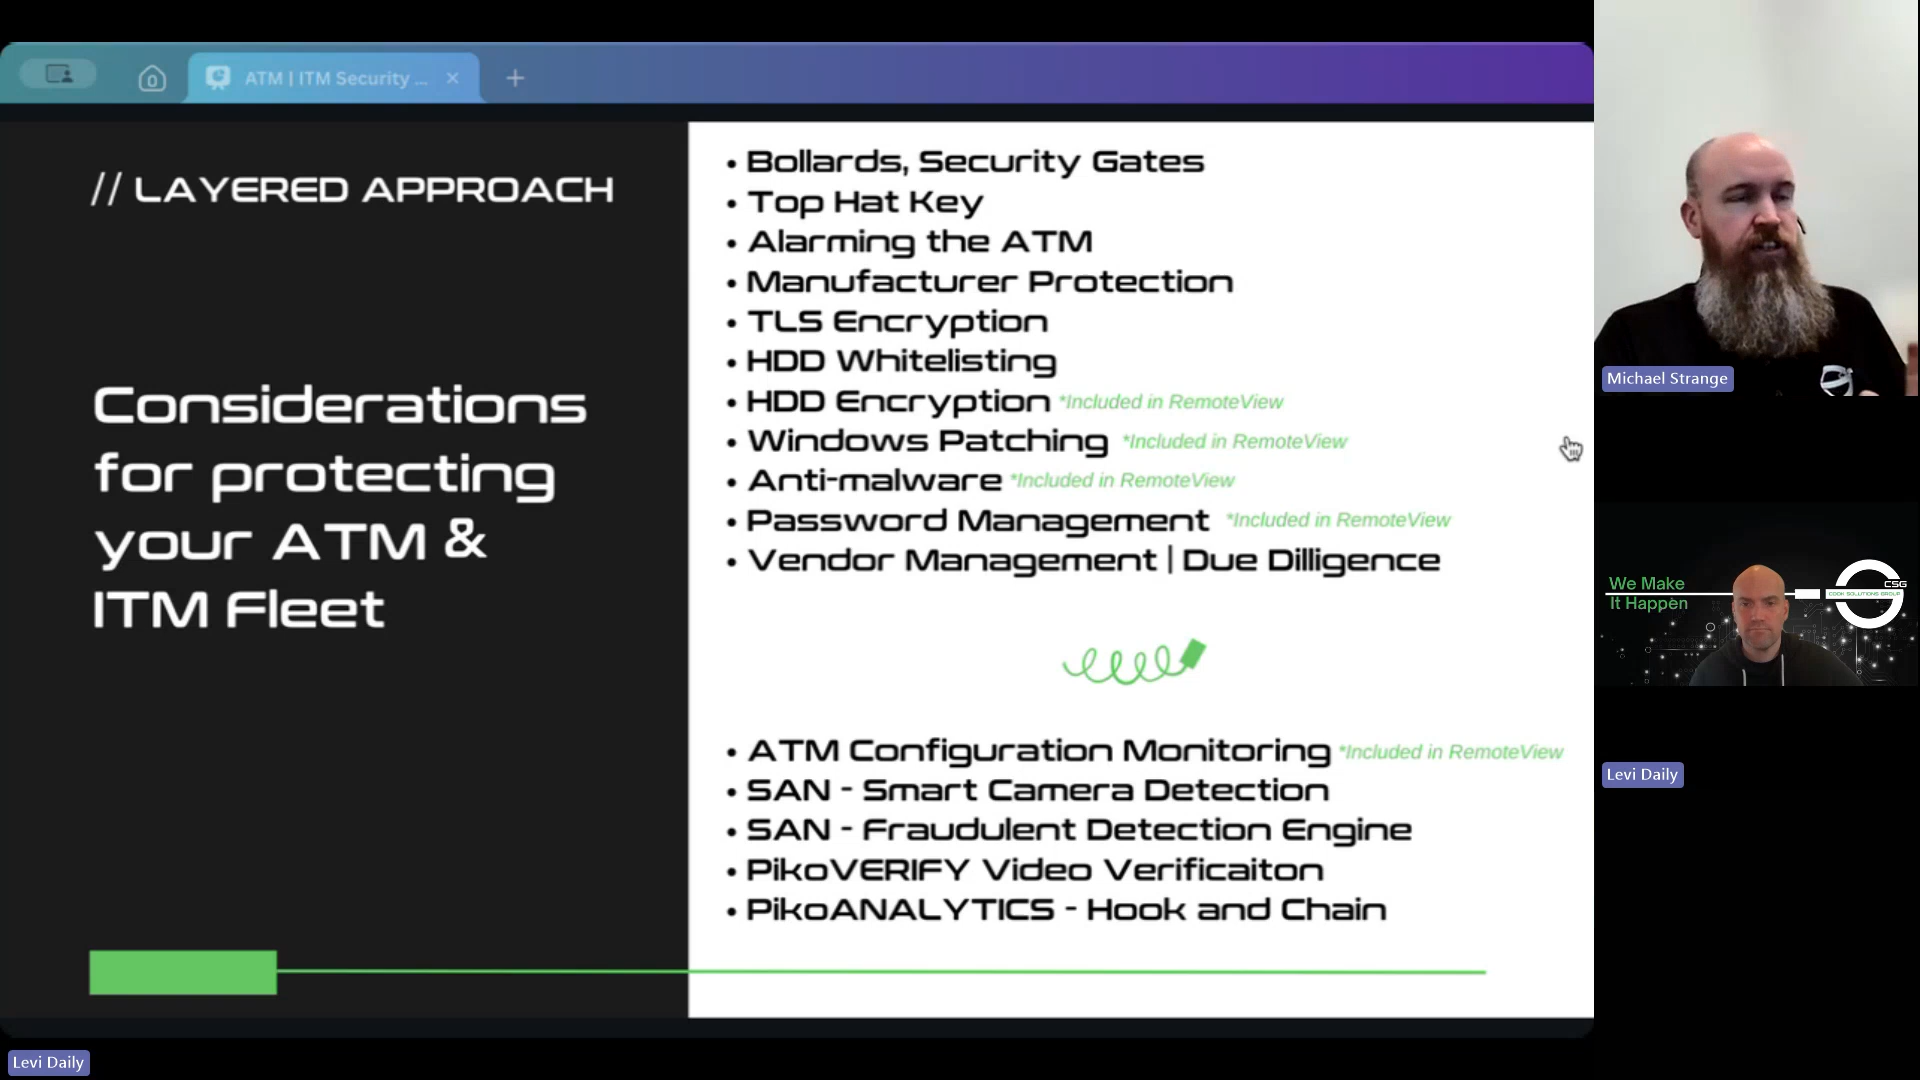 ATM | ITM Security ...
// LAYERED APPROACH
Considerations
for protecting
your ATM &
ITM Fleet
• Bollards, Security Gates
• Top Hat Key
• Alarming the ATM
• Manufacturer Protection
• TLS Encryption
• HDD Whitelisting
• HDD Encryption *Included in RemoteView
• Windows Patching *Included in RemoteView
• Anti-malware *Included in RemoteView
• Password Management *Included in RemoteView
• Vendor Management | Due Dilligence
• ATM Configuration Monitoring *Included in RemoteView
• SAN - Smart Camera Detection
• SAN - Fraudulent Detection Engine
• PikoVERIFY Video Verificaiton
• PikoANALYTICS - Hook and Chain
Michael Strange
We Make
It Happen
CSG
COOK SOLUTIONS GROUP
Levi Daily
Levi Daily